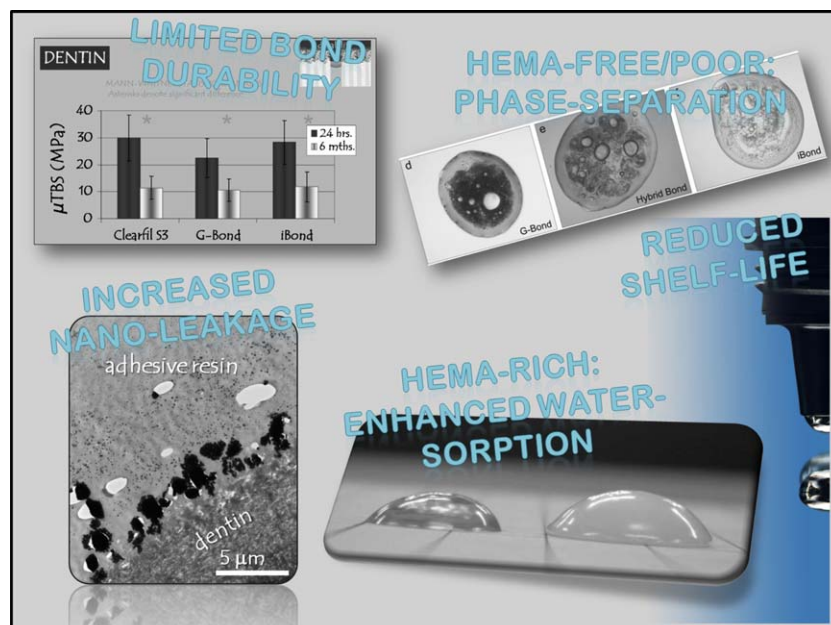 LIMITED BOND
DURABILITY
DENTIN
40
30
20
10
0
μTBS (MPa)
*
*
*
24 hrs.
6 mths.
Clearfil S3
G-Bond
iBond
HEMA-FREE/POOR:
PHASE-SEPARATION
d
G-Bond
e
Hybrid Bond
iBond
REDUCED
SHELF-LIFE
INCREASED
NANO-LEAKAGE
adhesive resin
dentin
5 μm
HEMA-RICH:
ENHANCED WATER-
SORPTION